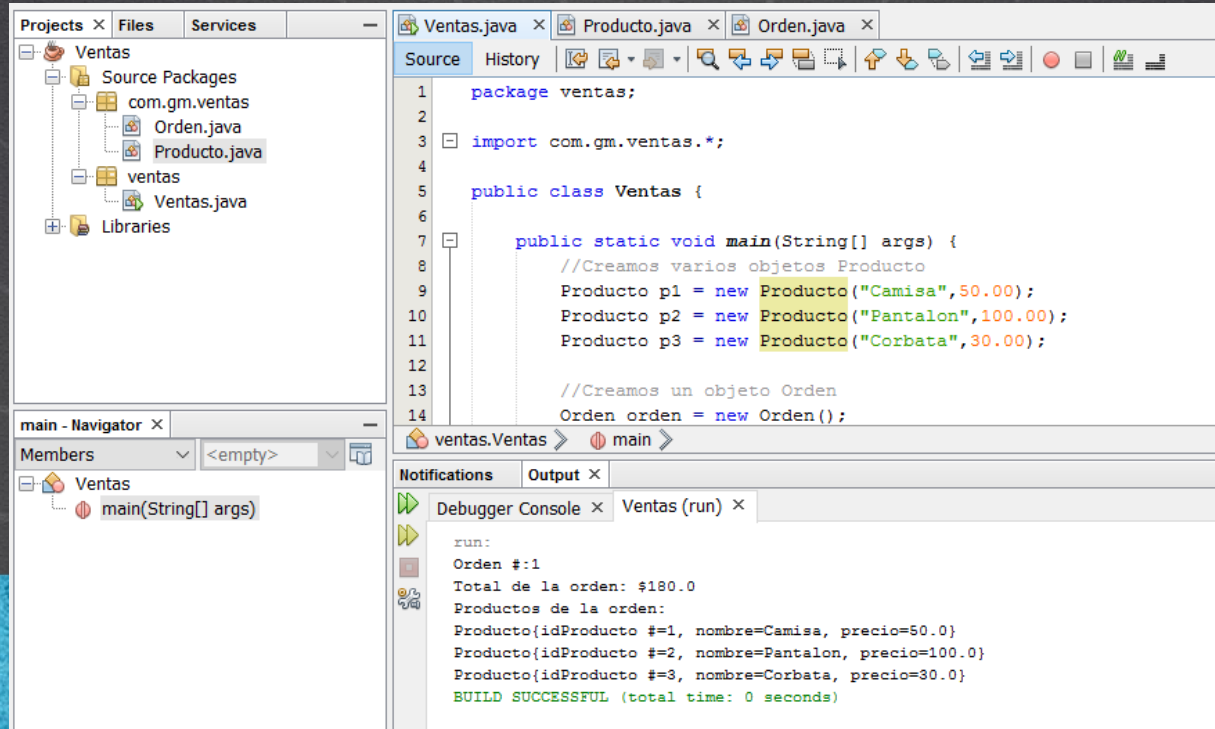 Projects × Files Services
Ventas
Source Packages
com.gm.ventas
Orden.java
Producto.java
ventas
Ventas.java
Libraries
main - Navigator ×
Members <empty>
Ventas
main(String[] args)
Ventas.java × Producto.java × Orden.java ×
Source History
1 package ventas;
2
3 import com.gm.ventas.*;
4
5 public class Ventas {
6
7 public static void main(String[] args) {
8 //Creamos varios objetos Producto
9 Producto p1 = new Producto("Camisa",50.00);
10 Producto p2 = new Producto("Pantalon",100.00);
11 Producto p3 = new Producto("Corbata",30.00);
12
13 //Creamos un objeto Orden
14 Orden orden = new Orden();
ventas.Ventas main
Notifications Output ×
Debugger Console × Ventas (run) ×
run:
Orden #:1
Total de la orden: $180.0
Productos de la orden:
Producto{idProducto #=1, nombre=Camisa, precio=50.0}
Producto{idProducto #=2, nombre=Pantalon, precio=100.0}
Producto{idProducto #=3, nombre=Corbata, precio=30.0}
BUILD SUCCESSFUL (total time: 0 seconds)